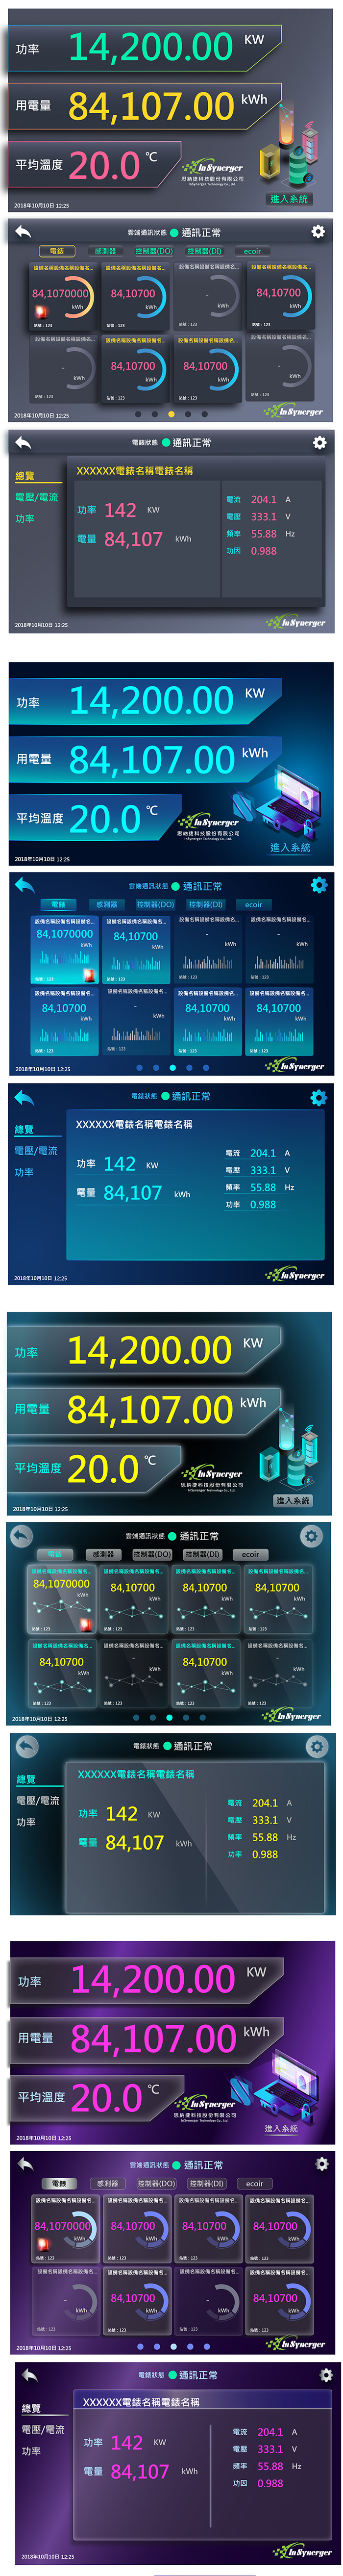 功率 14,200.00 KW
用電量 84,107.00 kWh
平均溫度 20.0 ℃
InSynerger
思納捷科技股份有限公司
InSynerger Technology Co., Ltd.
進入系統
2018年10月10日 12:25
雲端通訊狀態 通訊正常
電錶 感測器 控制器(DO) 控制器(DI) ecoir
設備名稱設備名稱設備名... 設備名稱設備名稱設備名... 設備名稱設備名稱設備名... 設備名稱設備名稱設備名...
84,1070000 84,10700 - 84,10700
kWh kWh kWh kWh
站號：123 站號：123 站號：123 站號：123
設備名稱設備名稱設備名... 設備名稱設備名稱設備名... 設備名稱設備名稱設備名... 設備名稱設備名稱設備名...
- 84,10700 84,10700 -
kWh kWh kWh kWh
站號：123 站號：123 站號：123 站號：123
2018年10月10日 12:25
InSynerger
電錶狀態 通訊正常
總覽
電壓/電流
功率
XXXXXX電錶名稱電錶名稱
功率 142 KW
電量 84,107 kWh
電流 204.1 A
電壓 333.1 V
頻率 55.88 Hz
功因 0.988
2018年10月10日 12:25
InSynerger
功率 14,200.00 KW
用電量 84,107.00 kWh
平均溫度 20.0 ℃
InSynerger
思納捷科技股份有限公司
InSynerger Technology Co., Ltd.
進入系統
2018年10月10日 12:25
雲端通訊狀態 通訊正常
電錶 感測器 控制器(DO) 控制器(DI) ecoir
設備名稱設備名稱設備名... 設備名稱設備名稱設備名... 設備名稱設備名稱設備名... 設備名稱設備名稱設備名...
84,1070000 84,10700 - -
kWh kWh kWh kWh
站號：123 站號：123 站號：123 站號：123
設備名稱設備名稱設備名... 設備名稱設備名稱設備名... 設備名稱設備名稱設備名... 設備名稱設備名稱設備名...
84,10700 - 84,10700 84,10700
kWh kWh kWh kWh
站號：123 站號：123 站號：123 站號：123
2018年10月10日 12:25
InSynerger
電錶狀態 通訊正常
總覽
電壓/電流
功率
XXXXXX電錶名稱電錶名稱
功率 142 KW
電量 84,107 kWh
電流 204.1 A
電壓 333.1 V
頻率 55.88 Hz
功率 0.988
2018年10月10日 12:25
InSynerger
功率 14,200.00 KW
用電量 84,107.00 kWh
平均溫度 20.0 ℃
InSynerger
思納捷科技股份有限公司
InSynerger Technology Co., Ltd.
進入系統
2018年10月10日 12:25
雲端通訊狀態 通訊正常
電錶 感測器 控制器(DO) 控制器(DI) ecoir
設備名稱設備名稱設備名... 設備名稱設備名稱設備名... 設備名稱設備名稱設備名... 設備名稱設備名稱設備名...
84,1070000 84,10700 84,10700 84,10700
kWh kWh kWh kWh
站號：123 站號：123 站號：123 站號：123
設備名稱設備名稱設備名... 設備名稱設備名稱設備名... 設備名稱設備名稱設備名... 設備名稱設備名稱設備名...
84,10700 - 84,10700 -
kWh kWh kWh kWh
站號：123 站號：123 站號：123 站號：123
2018年10月10日 12:25
InSynerger
電錶狀態 通訊正常
總覽
電壓/電流
功率
XXXXXX電錶名稱電錶名稱
功率 142 KW
電量 84,107 kWh
電流 204.1 A
電壓 333.1 V
頻率 55.88 Hz
功率 0.988
功率 14,200.00 KW
用電量 84,107.00 kWh
平均溫度 20.0 ℃
InSynerger
思納捷科技股份有限公司
InSynerger Technology Co., Ltd.
進入系統
2018年10月10日 12:25
雲端通訊狀態 通訊正常
電錶 感測器 控制器(DO) 控制器(DI) ecoir
設備名稱設備名稱設備名... 設備名稱設備名稱設備名... 設備名稱設備名稱設備名... 設備名稱設備名稱設備名...
84,1070000 84,10700 84,10700 84,10700
kWh kWh kWh kWh
站號：123 站號：123 站號：123 站號：123
設備名稱設備名稱設備名... 設備名稱設備名稱設備名... 設備名稱設備名稱設備名... 設備名稱設備名稱設備名...
- 84,10700 - 84,10700
kWh kWh kWh kWh
站號：123 站號：123 站號：123 站號：123
2018年10月10日 12:25
InSynerger
電錶狀態 通訊正常
總覽
電壓/電流
功率
XXXXXX電錶名稱電錶名稱
功率 142 KW
電量 84,107 kWh
電流 204.1 A
電壓 333.1 V
頻率 55.88 Hz
功因 0.988
2018年10月10日 12:25
InSynerger